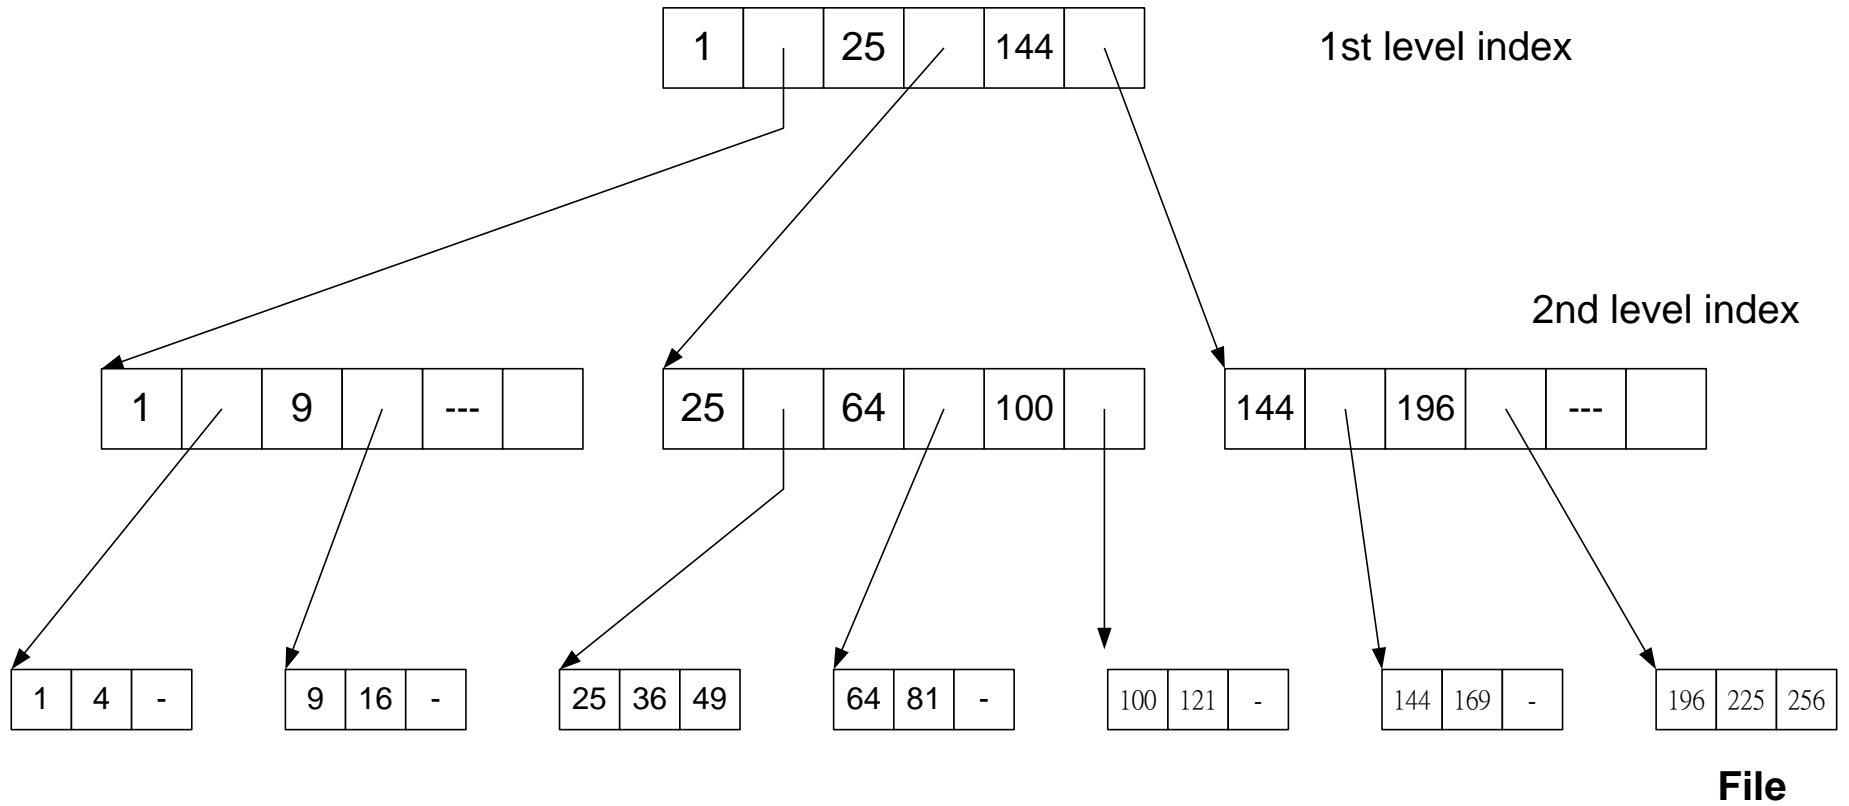 1 25 144 1st level index
2nd level index
1 9 --- 25 64 100 144 196 ---
1 4 - 9 16 - 25 36 49 64 81 - 100 121 - 144 169 - 196 225 256
File